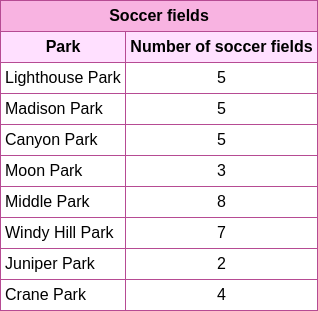 Soccer fields
Park Number of soccer fields
Lighthouse Park 5
Madison Park 5
Canyon Park 5
Moon Park 3
Middle Park 8
Windy Hill Park 7
Juniper Park 2
Crane Park 4